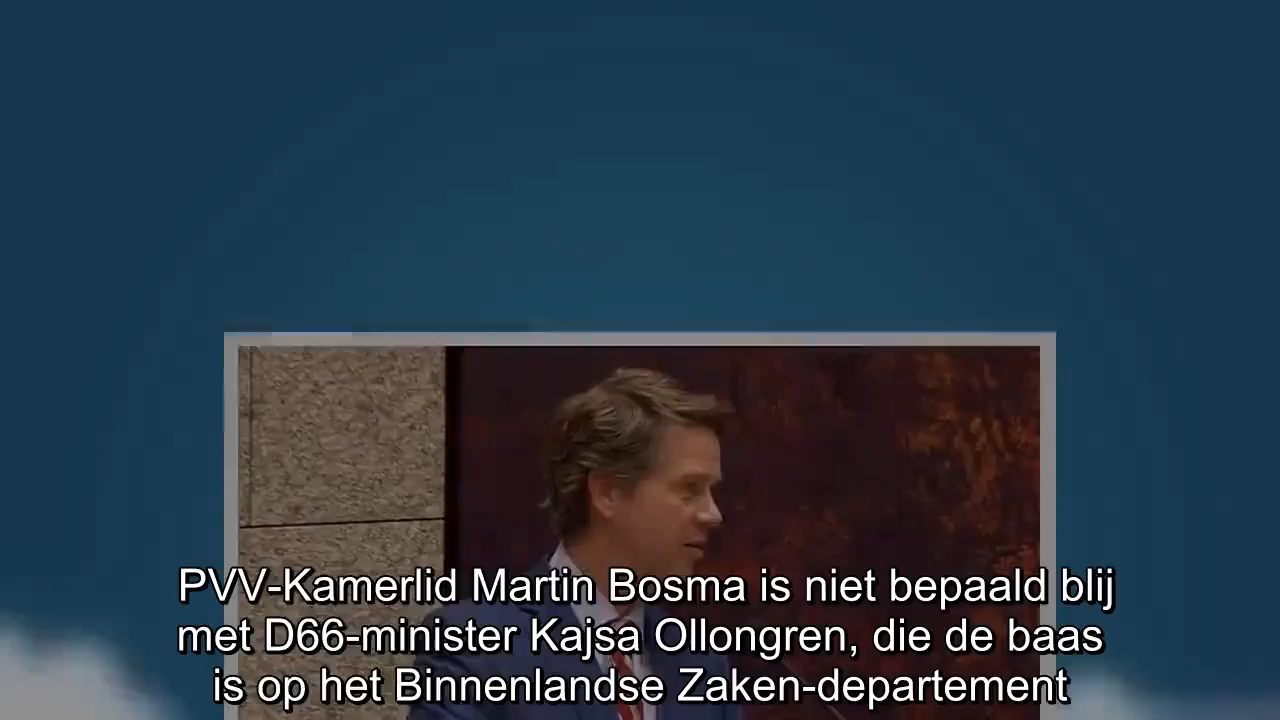 PVV-Kamerlid Martin Bosma is niet bepaald blij
met D66-minister Kajsa Ollongren, die de baas
is op het Binnenlandse Zaken-departement